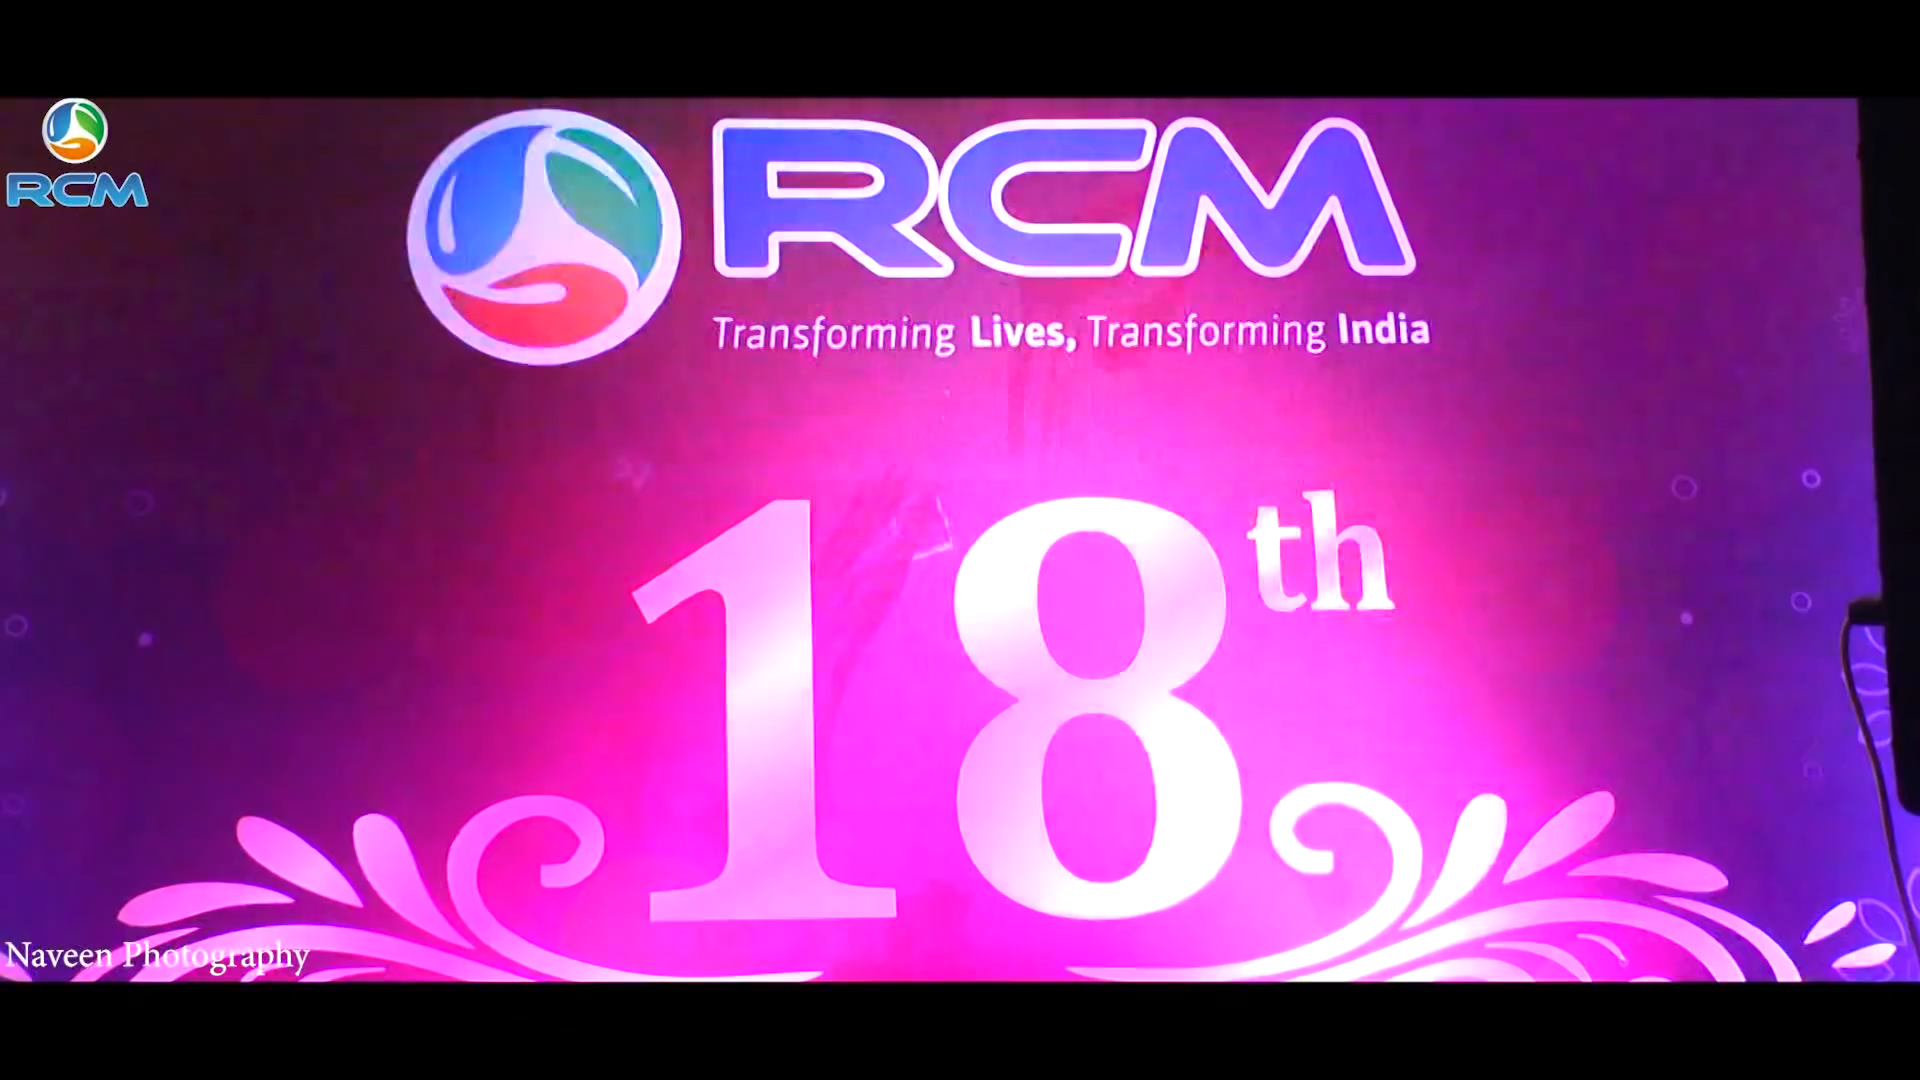 RCM
RCM
Transforming Lives, Transforming India
18th
Naveen Photography